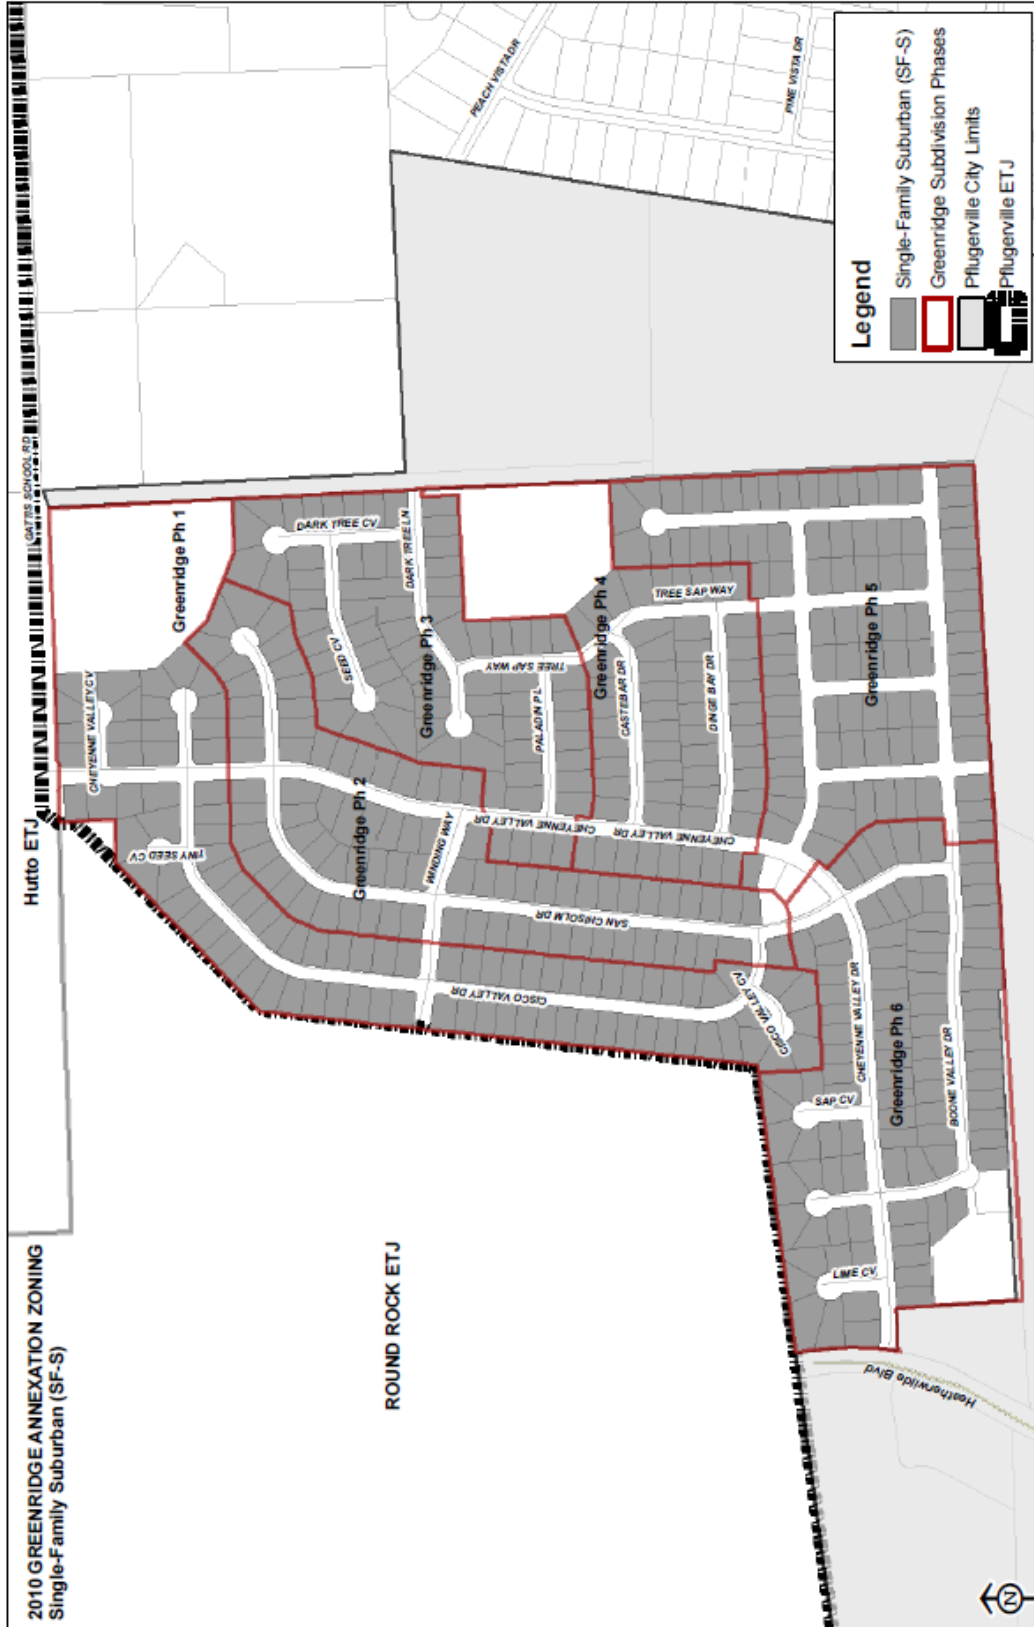 2010 GREENRIDGE ANNEXATION ZONING
Single-Family Suburban (SF-S)
Hutto ETJ
GATTIS SCHOOL RD
ROUND ROCK ETJ
CHEYENNE VALLEY CV
TINY SEED CV
Greenridge Ph 1
DARK TREE CV
DARK TREE LN
SEED CV
Greenridge Ph 3
Greenridge Ph 2
WINDING WAY
TREE SAP WAY
PALADIN PL
CHEYENNE VALLEY DR
CISCO VALLEY DR
SAN CHISOLM DR
Greenridge Ph 4
CASTEBAR DR
TREE SAP WAY
DINGE BAY DR
CHEYENNE VALLEY DR
CHEYENNE VALLEY DR
CISCO VALLEY CV
Greenridge Ph 5
SAP CV
CHEYENNE VALLEY DR
Greenridge Ph 6
BOONE VALLEY DR
LIME CV
Heatherwilde Blvd
PEACH VISTA DR
PINE VISTA DR
Legend
Single-Family Suburban (SF-S)
Greenridge Subdivision Phases
Pflugerville City Limits
Pflugerville ETJ
N